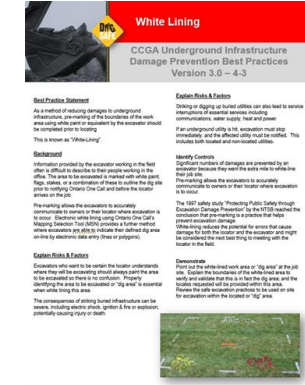 DIG
SAFE
White Lining
CCGA Underground Infrastructure
Damage Prevention Best Practices
Version 3.0 – 4-3
Best Practice Statement
As a method of reducing damages to underground
infrastructure, pre-marking of the boundaries of the work
area using white paint or equivalent by the excavator should
be completed prior to locating
This is known as "White-Lining"
Background
Information provided by the excavator working in the field
often is difficult to describe to their people working in the
office. The area to be excavated is marked with white paint,
flags, stakes, or a combination of these to outline the dig site
prior to notifying Ontario One Call and before the locator
arrives on the job.
Pre-marking allows the excavators to accurately
communicate to owners or their locator where excavation is
to occur. Electronic white lining using Ontario One Call's
Mapping Selection Tool (MSN) provides a further method
where excavators are able to indicate their defined dig area
on-line by electronic data entry (lines or polygons).
Explain Risks & Factors
Excavators who want to be certain the locator understands
where they will be excavating should always paint the area
to be excavated so there is no confusion. Properly
identifying the area to be excavated or "dig area" is essential
when white lining this area.
The consequences of striking buried infrastructure can be
severe, including electric shock, ignition & fire or explosion,
potentially causing injury or death.
Explain Risks & Factors
Striking or digging up buried utilities can also lead to service
interruptions of essential services including
communications, water supply, heat and power.
If an underground utility is hit, excavation must stop
immediately, and the affected utility must be notified. This
includes both located and non-located utilities.
Identify Controls
Significant numbers of damages are prevented by an
excavator because they went the extra mile to white-line
their job site.
Pre-marking allows the excavators to accurately
communicate to owners or their locator where excavation
is to occur.
The 1997 safety study "Protecting Public Safety through
Excavation Damage Prevention" by the NTSB reached the
conclusion that pre-marking is a practice that helps
prevent excavation damage.
White-lining reduces the potential for errors that cause
damage for both the locator and the excavator and might
be considered the next best thing to meeting with the
locator in the field.
Demonstrate
Point out the white-lined work area or "dig area" at the job
site. Explain the boundaries of the white-lined area to
verify and validate that this is in fact the dig area; and the
locates requested will be provided within this area.
Review the safe excavation practices to be used on site
for excavation within the located or "dig" area.